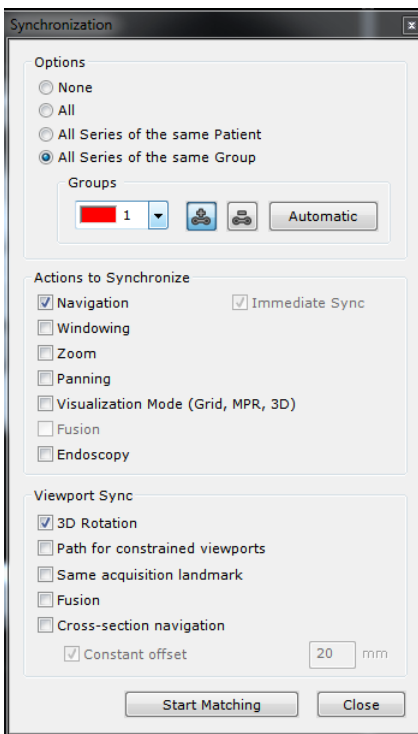 Synchronization
Options
None
All
All Series of the same Patient
All Series of the same Group
Groups
1
Automatic
Actions to Synchronize
Navigation Immediate Sync
Windowing
Zoom
Panning
Visualization Mode (Grid, MPR, 3D)
Fusion
Endoscopy
Viewport Sync
3D Rotation
Path for constrained viewports
Same acquisition landmark
Fusion
Cross-section navigation
Constant offset 20 mm
Start Matching Close